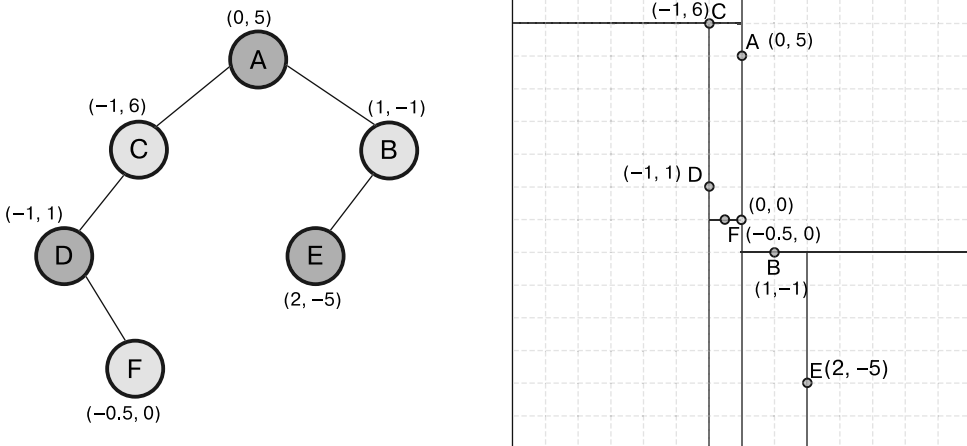 (0, 5)
A
(−1, 6)
(1, −1)
C
B
(−1, 1)
D
E
(2, −5)
F
(−0.5, 0)
(−1, 6) C
A (0, 5)
(−1, 1) D
(0, 0)
F (−0.5, 0)
B
(1,−1)
E(2, −5)